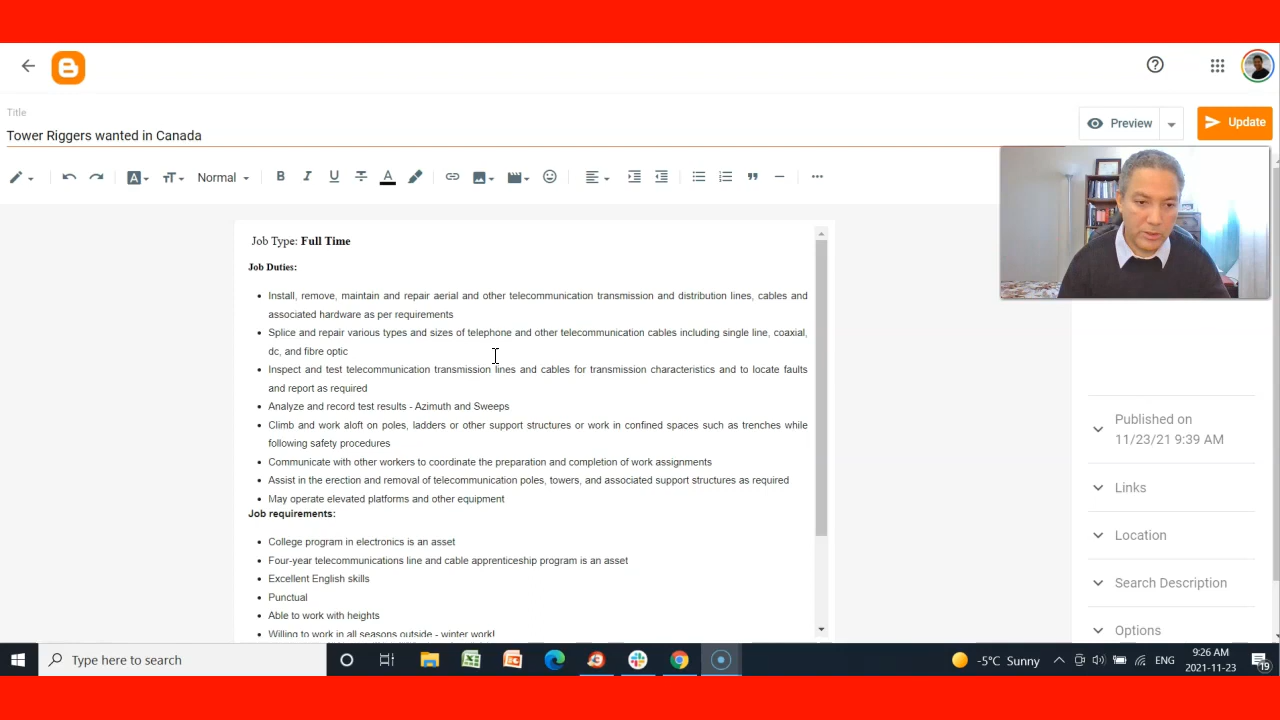 Title
Tower Riggers wanted in Canada
Preview
Update
Normal
Job Type: Full Time
Job Duties:
Install, remove, maintain and repair aerial and other telecommunication transmission and distribution lines, cables and
associated hardware as per requirements
Splice and repair various types and sizes of telephone and other telecommunication cables including single line, coaxial,
dc, and fibre optic
Inspect and test telecommunication transmission lines and cables for transmission characteristics and to locate faults
and report as required
Analyze and record test results - Azimuth and Sweeps
Climb and work aloft on poles, ladders or other support structures or work in confined spaces such as trenches while
following safety procedures
Communicate with other workers to coordinate the preparation and completion of work assignments
Assist in the erection and removal of telecommunication poles, towers, and associated support structures as required
May operate elevated platforms and other equipment
Job requirements:
College program in electronics is an asset
Four-year telecommunications line and cable apprenticeship program is an asset
Excellent English skills
Punctual
Able to work with heights
Willing to work in all seasons outside - winter work!
Published on
11/23/21 9:39 AM
Links
Location
Search Description
Options
Type here to search
-5°C Sunny
ENG
9:26 AM
2021-11-23
19